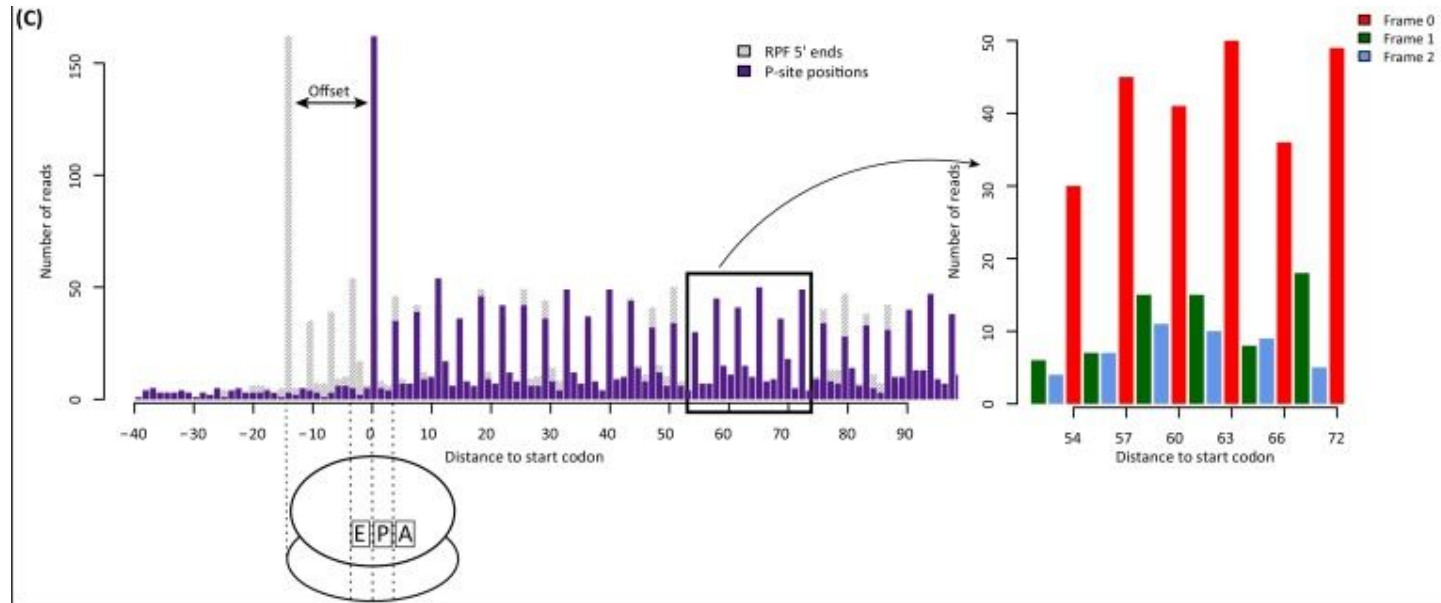 (C)
RPF 5' ends
P-site positions
Offset
Number of reads
150
100
50
0
−40 −30 −20 −10 0 10 20 30 40 50 60 70 80 90
Distance to start codon
E P A
Frame 0
Frame 1
Frame 2
Number of reads
50
40
30
20
10
0
54 57 60 63 66 72
Distance to start codon